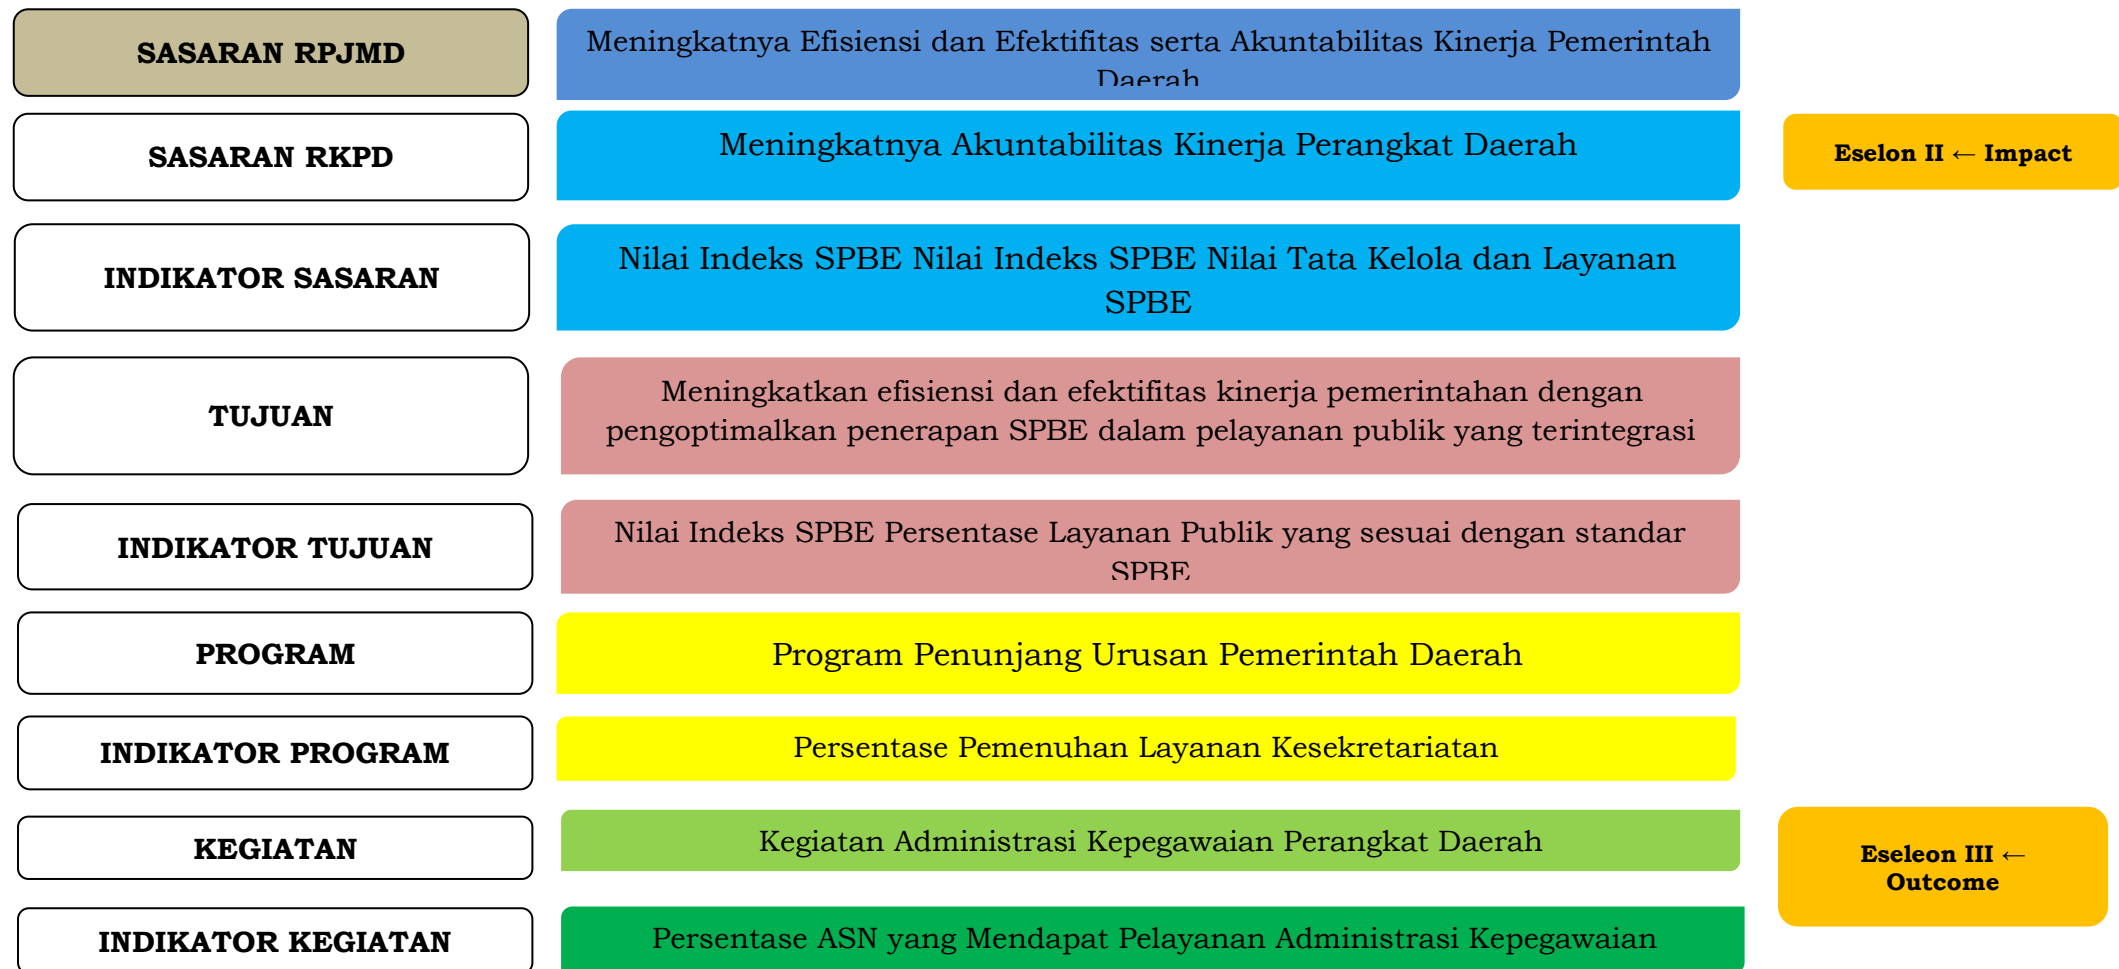 SASARAN RPJMD
Meningkatnya Efisiensi dan Efektifitas serta Akuntabilitas Kinerja Pemerintah
Daerah
SASARAN RKPD
Meningkatnya Akuntabilitas Kinerja Perangkat Daerah
Eselon II ← Impact
INDIKATOR SASARAN
Nilai Indeks SPBE Nilai Indeks SPBE Nilai Tata Kelola dan Layanan
SPBE
TUJUAN
Meningkatkan efisiensi dan efektifitas kinerja pemerintahan dengan
pengoptimalkan penerapan SPBE dalam pelayanan publik yang terintegrasi
INDIKATOR TUJUAN
Nilai Indeks SPBE Persentase Layanan Publik yang sesuai dengan standar
SPBE
PROGRAM
Program Penunjang Urusan Pemerintah Daerah
INDIKATOR PROGRAM
Persentase Pemenuhan Layanan Kesekretariatan
KEGIATAN
Kegiatan Administrasi Kepegawaian Perangkat Daerah
Eseleon III ←
Outcome
INDIKATOR KEGIATAN
Persentase ASN yang Mendapat Pelayanan Administrasi Kepegawaian